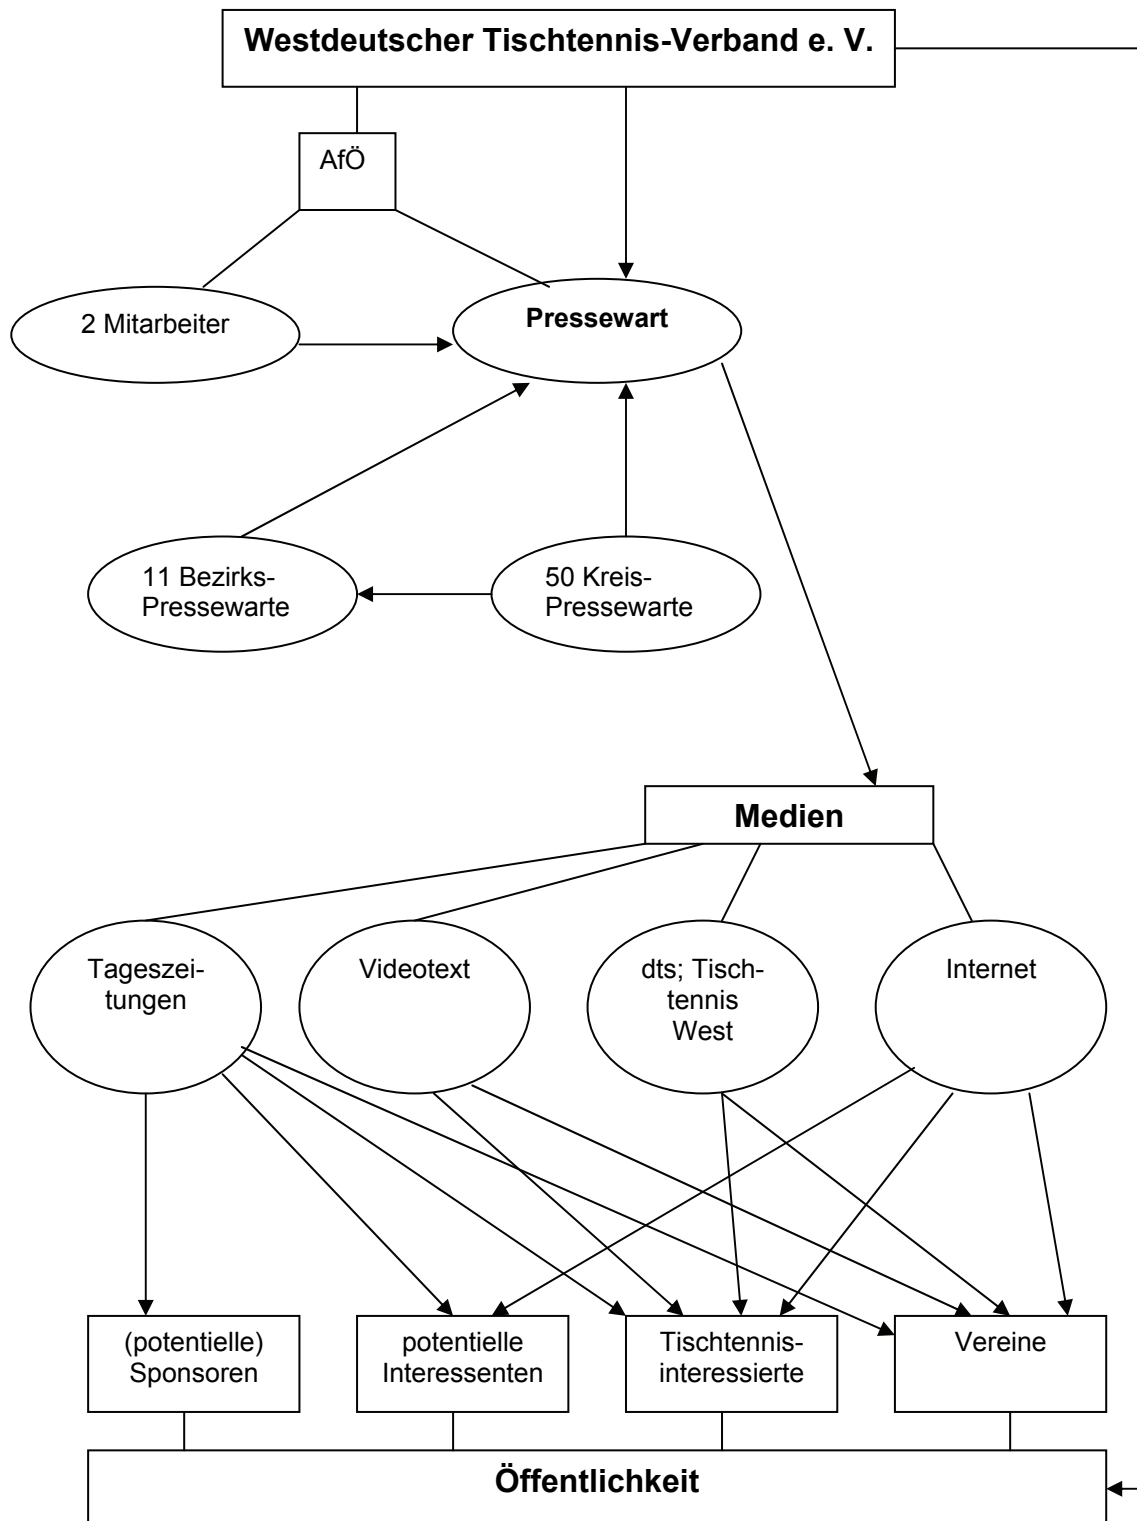 Westdeutscher Tischtennis-Verband e. V.
AfÖ
2 Mitarbeiter
Pressewart
11 Bezirks-
Pressewarte
50 Kreis-
Pressewarte
Medien
Tageszei-
tungen
Videotext
dts; Tisch-
tennis
West
Internet
(potentielle)
Sponsoren
potentielle
Interessenten
Tischtennis-
interessierte
Vereine
Öffentlichkeit